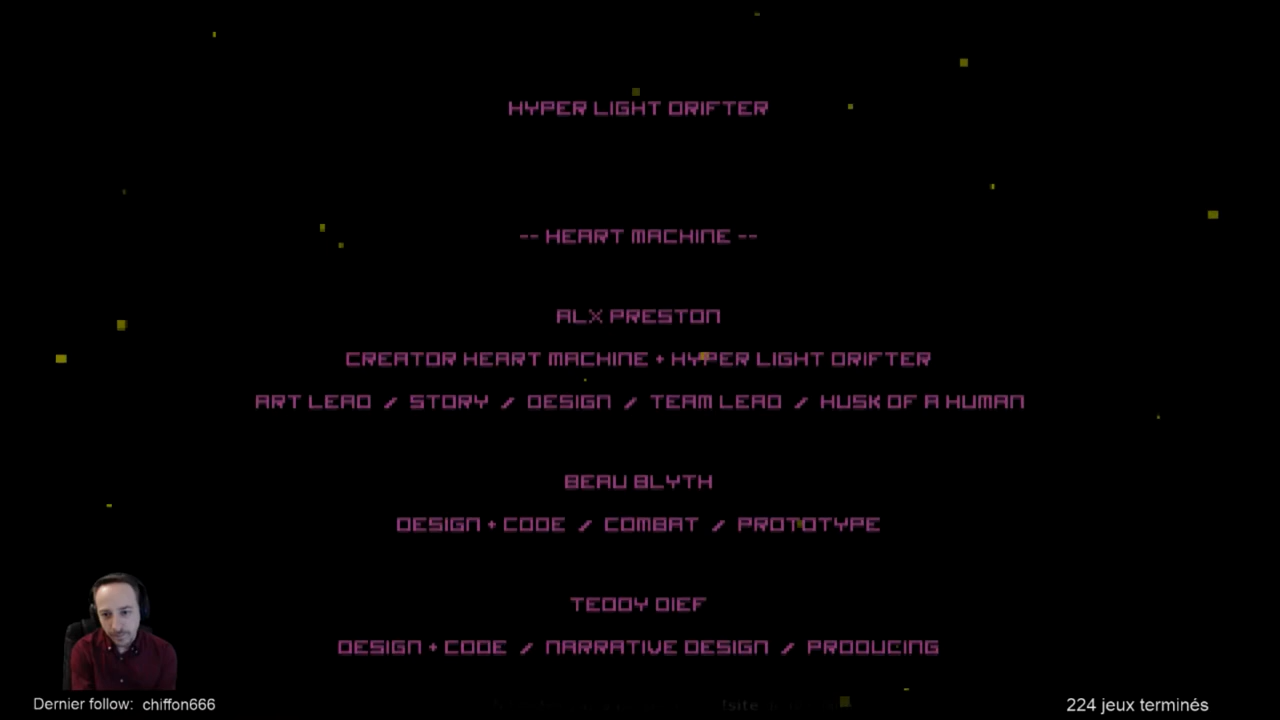 HYPER LIGHT DRIFTER
-- HEART MACHINE --
ALX PRESTON
CREATOR HEART MACHINE + HYPER LIGHT DRIFTER
ART LEAD / STORY / DESIGN / TEAM LEAD / HUSK OF A HUMAN
BEAU BLYTH
DESIGN + CODE / COMBAT / PROTOTYPE
TEDDY DIEF
DESIGN + CODE / NARRATIVE DESIGN / PRODUCING
!site
Dernier follow: chiffon666
224 jeux terminés